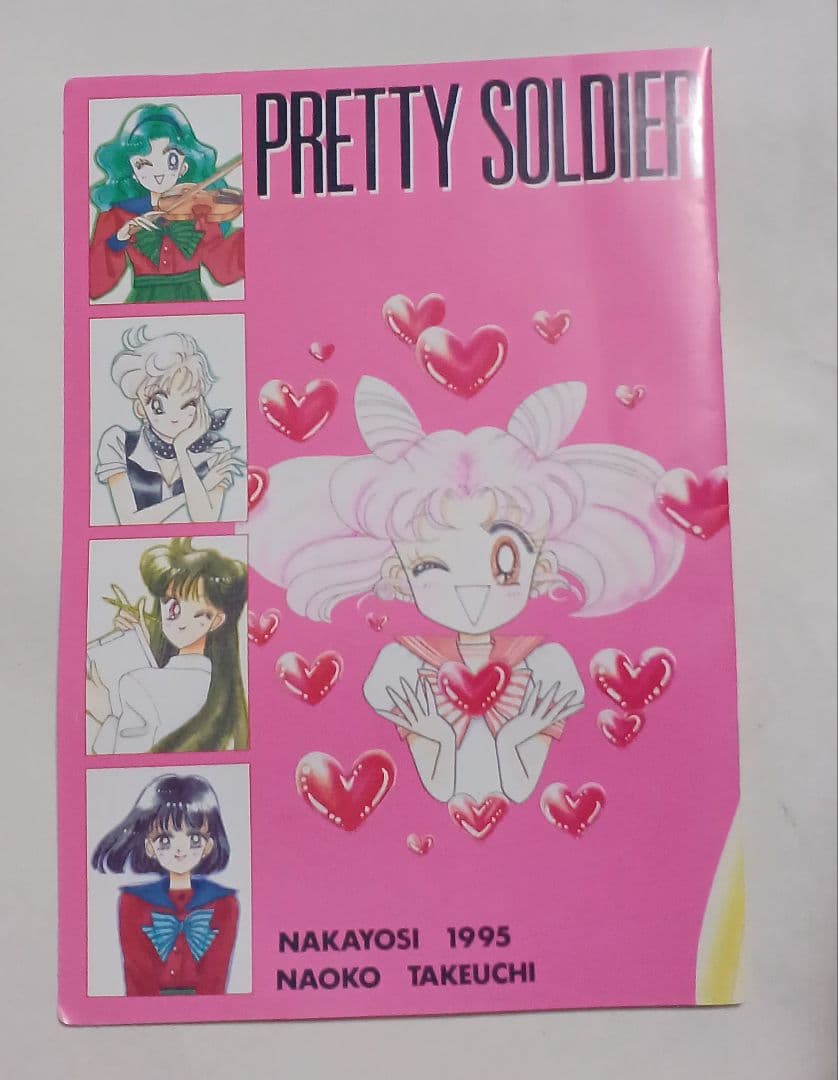 PRETTY SOLDIER
NAKAYOSI 1995
NAOKO TAKEUCHI